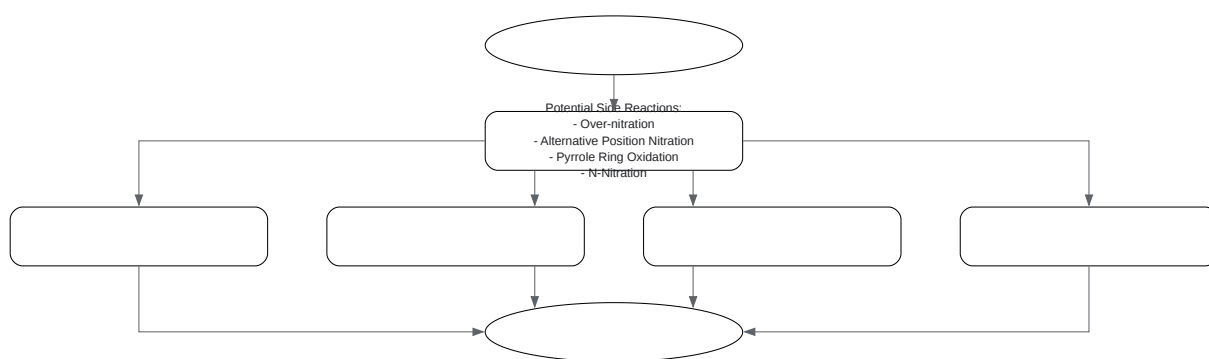 Potential Side Reactions:
- Over-nitration
- Alternative Position Nitration
- Pyrrole Ring Oxidation
- N-Nitration